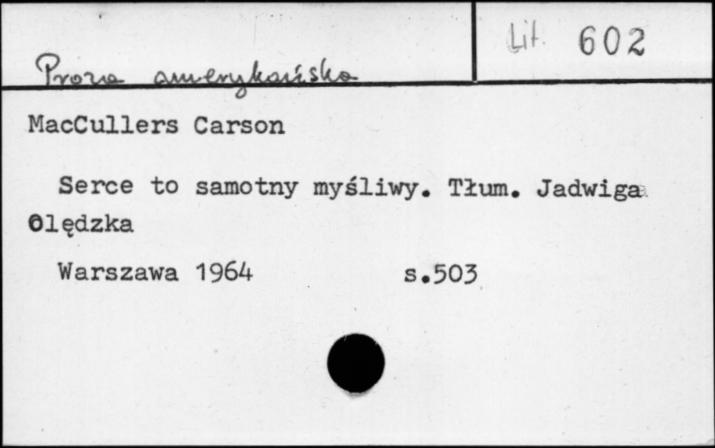 Lit. 602
Proza amerykańska
MacCullers Carson
Serce to samotny myśliwy. Tłum. Jadwiga
Olędzka
Warszawa 1964 s.503